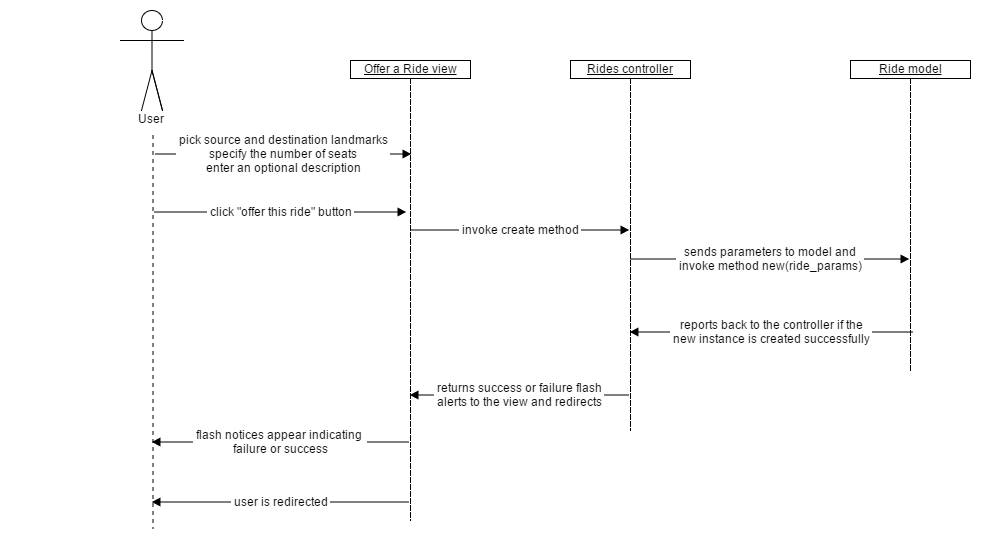 Offer a Ride view
Rides controller
Ride model
User
pick source and destination landmarks
specify the number of seats
enter an optional description
click "offer this ride" button
invoke create method
sends parameters to model and
invoke method new(ride_params)
reports back to the controller if the
new instance is created successfully
returns success or failure flash
alerts to the view and redirects
flash notices appear indicating
failure or success
user is redirected